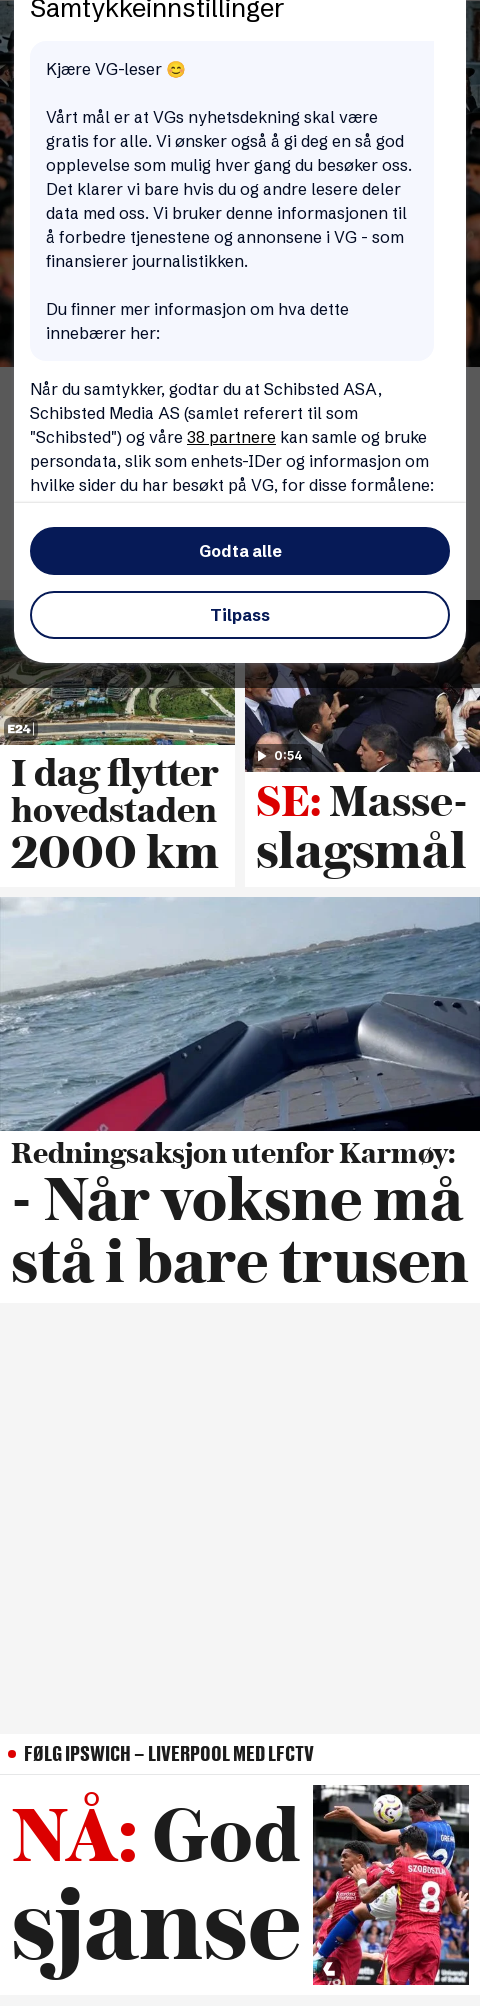 Samtykkeinnstillinger
Kjære VG-leser 😊
Vårt mål er at VGs nyhetsdekning skal være
gratis for alle. Vi ønsker også å gi deg en så god
opplevelse som mulig hver gang du besøker oss.
Det klarer vi bare hvis du og andre lesere deler
data med oss. Vi bruker denne informasjonen til
å forbedre tjenestene og annonsene i VG - som
finansierer journalistikken.
Du finner mer informasjon om hva dette
innebærer her:
Når du samtykker, godtar du at Schibsted ASA,
Schibsted Media AS (samlet referert til som
"Schibsted") og våre 38 partnere kan samle og bruke
persondata, slik som enhets-IDer og informasjon om
hvilke sider du har besøkt på VG, for disse formålene:
Godta alle
Tilpass
E24
I dag flytter
hovedstaden
2000 km
0:54
SE: Masse-
slagsmål
Redningsaksjon utenfor Karmøy:
- Når voksne må
stå i bare trusen
FØLG IPSWICH – LIVERPOOL MED LFCTV
NÅ: God
sjanse
SZOBOSZLAI
8